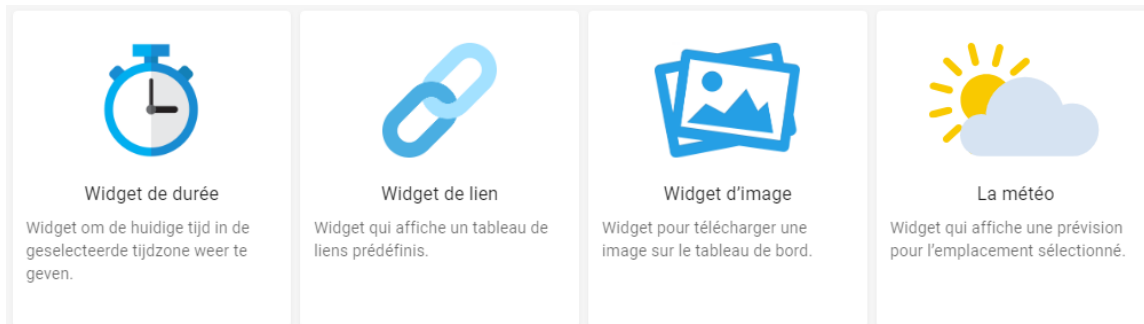 Widget de durée
Widget om de huidige tijd in de
geselecteerde tijdzone weer te
geven.
Widget de lien
Widget qui affiche un tableau de
liens prédéfinis.
Widget d’image
Widget pour télécharger une
image sur le tableau de bord.
La météo
Widget qui affiche une prévision
pour l’emplacement sélectionné.